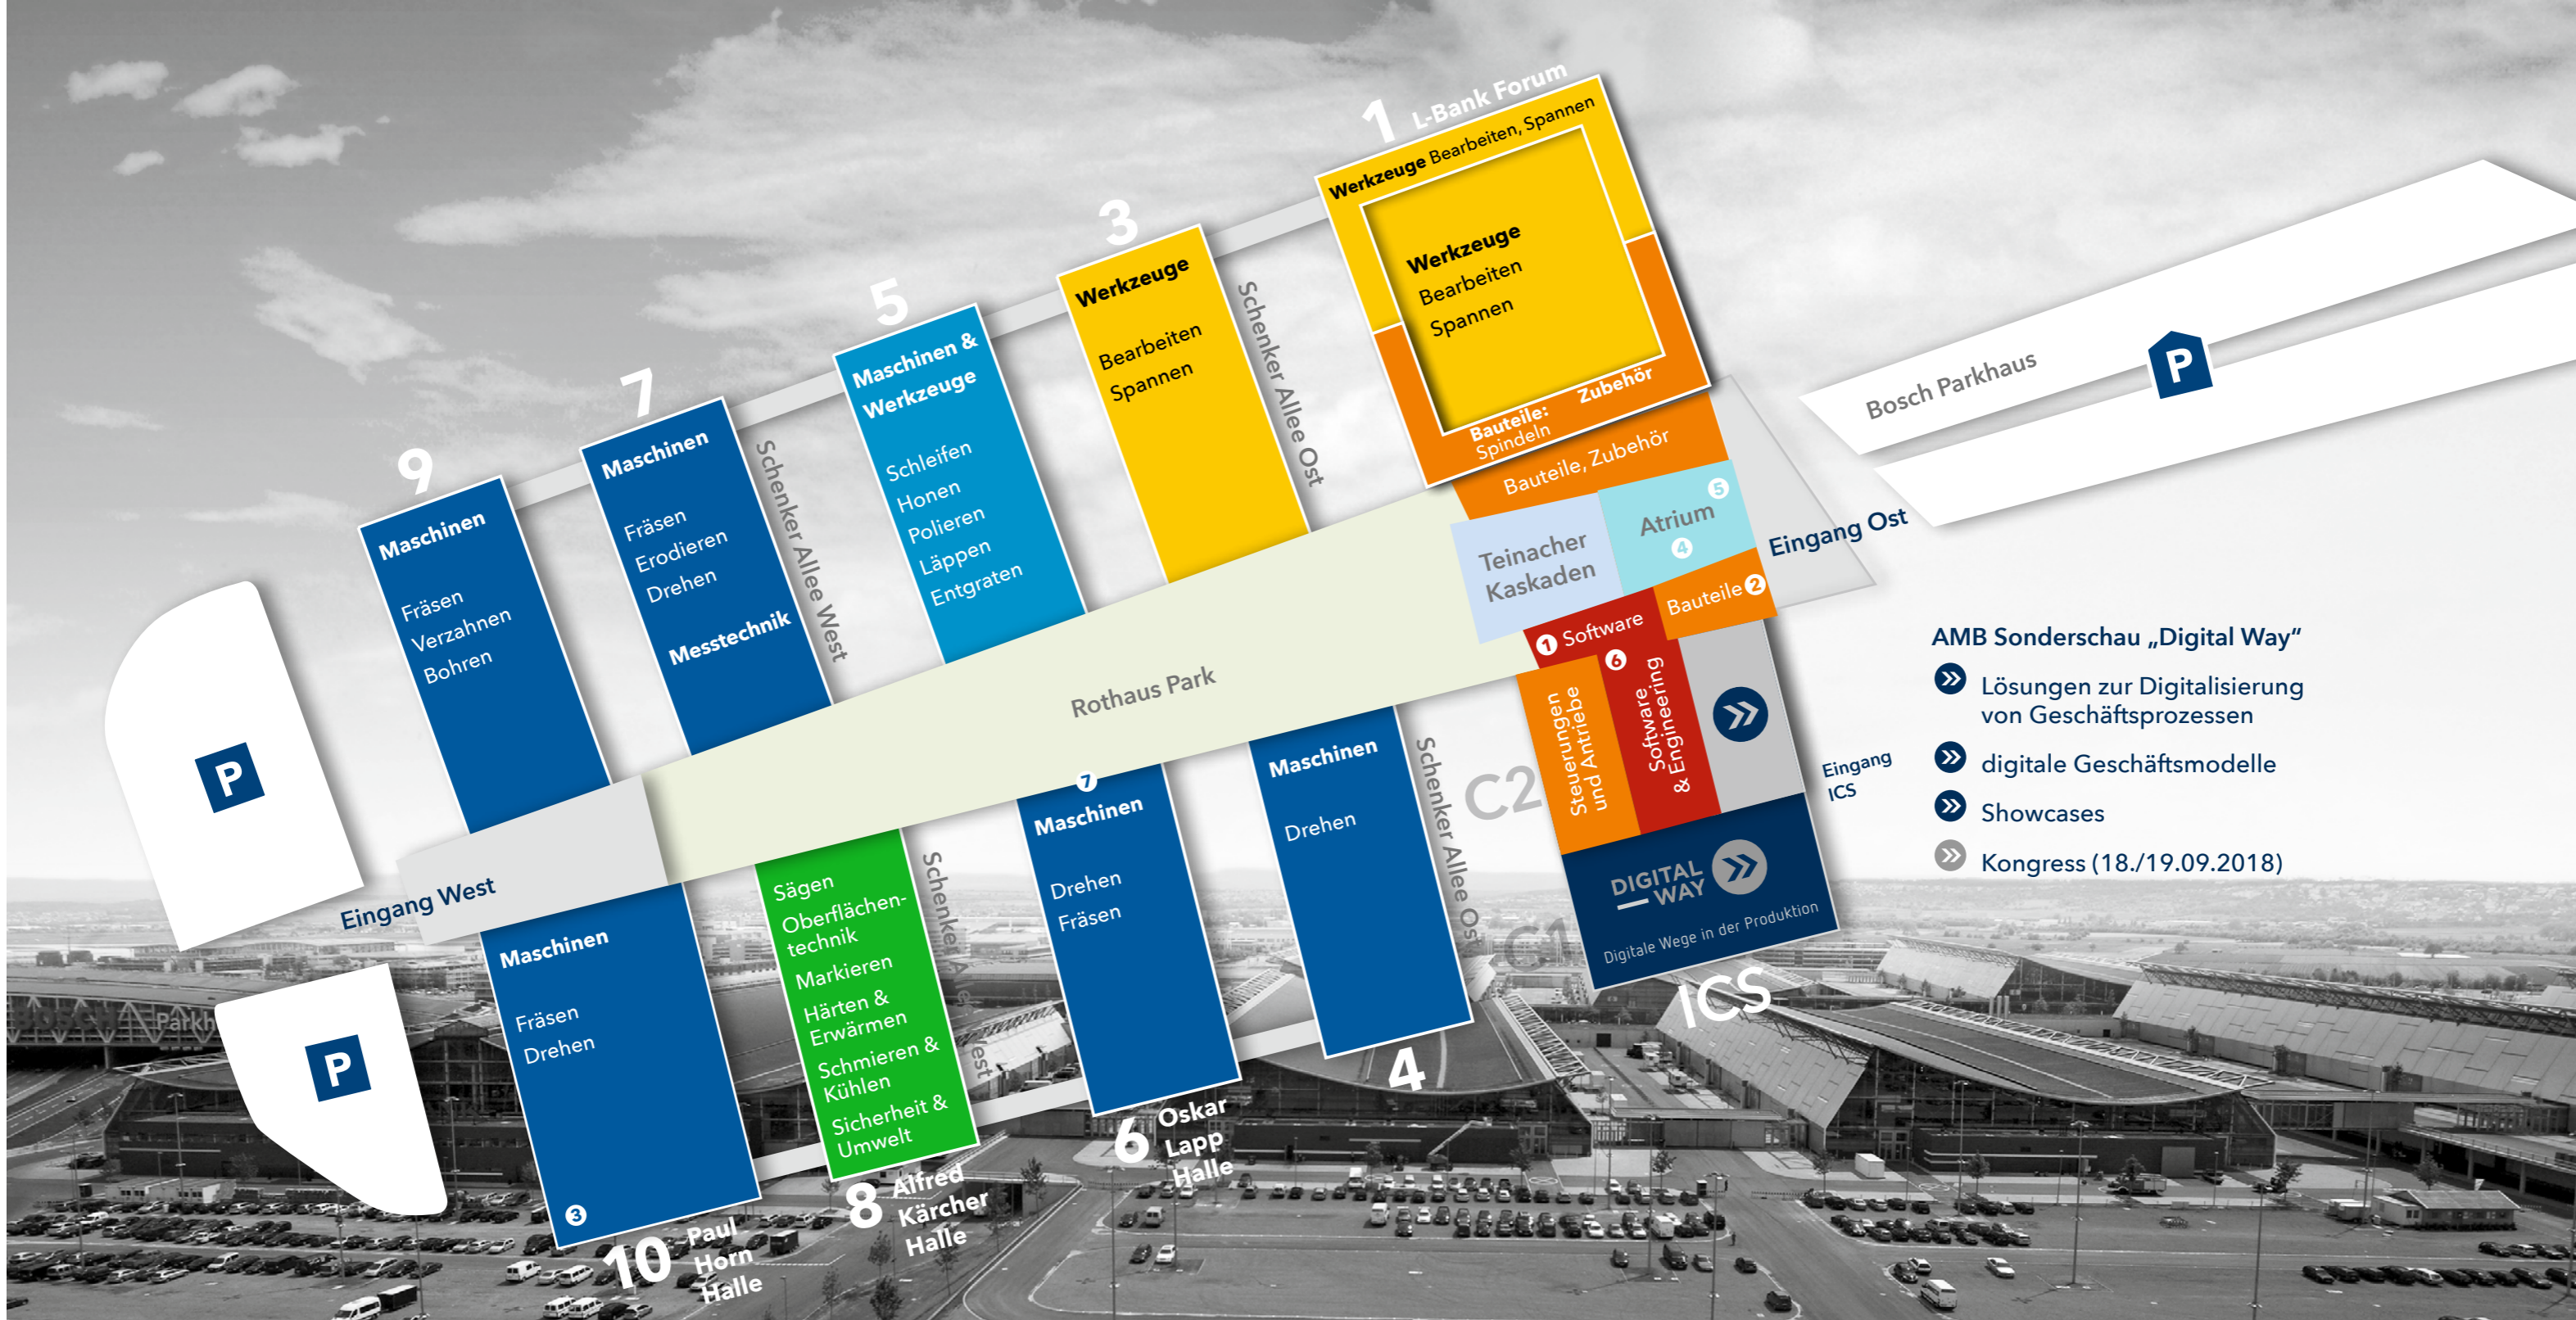 1 L-Bank Forum
Werkzeuge Bearbeiten, Spannen
Werkzeuge
Bearbeiten
Spannen
Bauteile:
Spindeln
Zubehör
Bauteile, Zubehör
3
Werkzeuge
Bearbeiten
Spannen
Schenker Allee Ost
5
Maschinen &
Werkzeuge
Schleifen
Honen
Polieren
Läppen
Entgraten
7
Maschinen
Fräsen
Erodieren
Drehen
Messtechnik
Schenker Allee West
9
Maschinen
Fräsen
Verzahnen
Bohren
Bosch Parkhaus
P
Teinacher
Kaskaden
Atrium
5
4
Eingang Ost
Bauteile 2
1 Software
6
Software
& Engineering
Steuerungen
und Antriebe
Rothaus Park
P
Eingang West
P
Maschinen
Fräsen
Drehen
3
10 Paul
Horn
Halle
Sägen
Oberflächen-
technik
Markieren
Härten &
Erwärmen
Schmieren &
Kühlen
Sicherheit &
Umwelt
8 Alfred
Kärcher
Halle
Schenker Allee West
7
Maschinen
Drehen
Fräsen
6 Oskar
Lapp
Halle
Maschinen
Drehen
4
Schenker Allee Ost
C2
C1
DIGITAL
WAY
Digitale Wege in der Produktion
ICS
Eingang
ICS
AMB Sonderschau „Digital Way“
Lösungen zur Digitalisierung
von Geschäftsprozessen
digitale Geschäftsmodelle
Showcases
Kongress (18./19.09.2018)